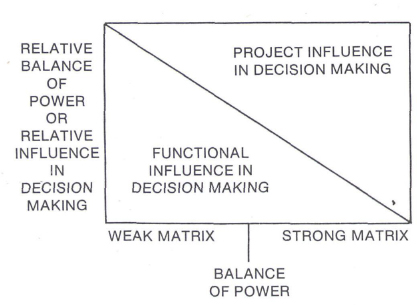 RELATIVE
BALANCE
OF
POWER
OR
RELATIVE
INFLUENCE
IN
DECISION
MAKING
PROJECT INFLUENCE
IN DECISION MAKING
FUNCTIONAL
INFLUENCE IN
DECISION MAKING
WEAK MATRIX
STRONG MATRIX
BALANCE
OF POWER